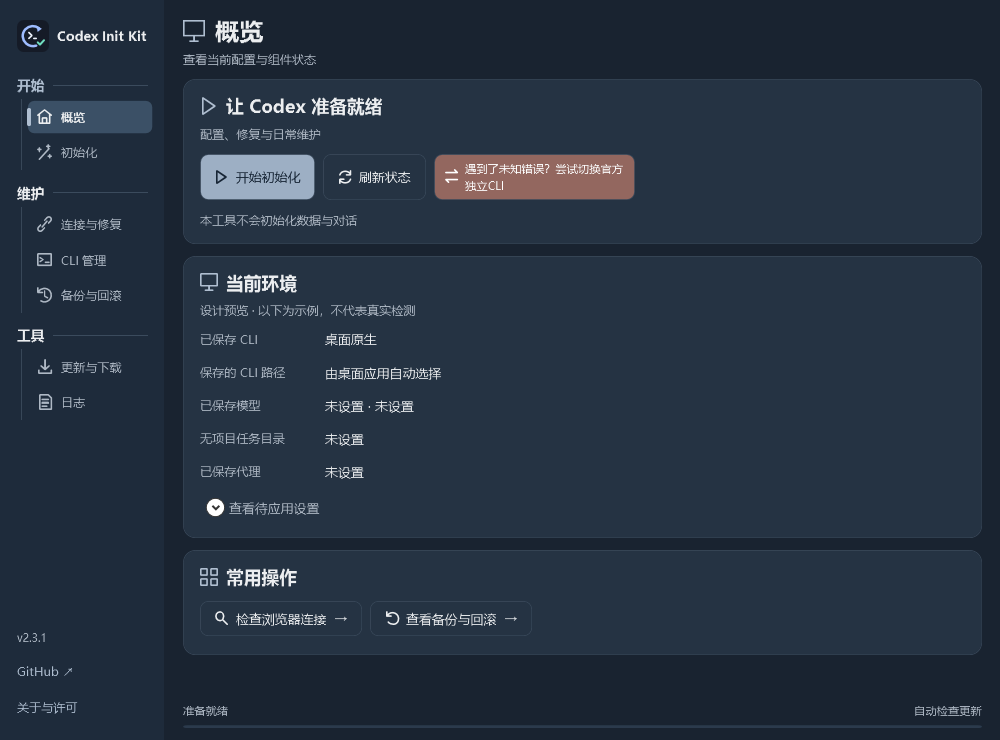 Codex Init Kit
开始
概览
初始化
维护
连接与修复
CLI 管理
备份与回滚
工具
更新与下载
日志
v2.3.1
GitHub ↗
关于与许可
概览
查看当前配置与组件状态
让 Codex 准备就绪
配置、修复与日常维护
开始初始化
刷新状态
遇到了未知错误？尝试切换官方
独立CLI
本工具不会初始化数据与对话
当前环境
设计预览 · 以下为示例，不代表真实检测
已保存 CLI 桌面原生
保存的 CLI 路径 由桌面应用自动选择
已保存模型 未设置 · 未设置
无项目任务目录 未设置
已保存代理 未设置
查看待应用设置
常用操作
检查浏览器连接 →
查看备份与回滚 →
准备就绪
自动检查更新